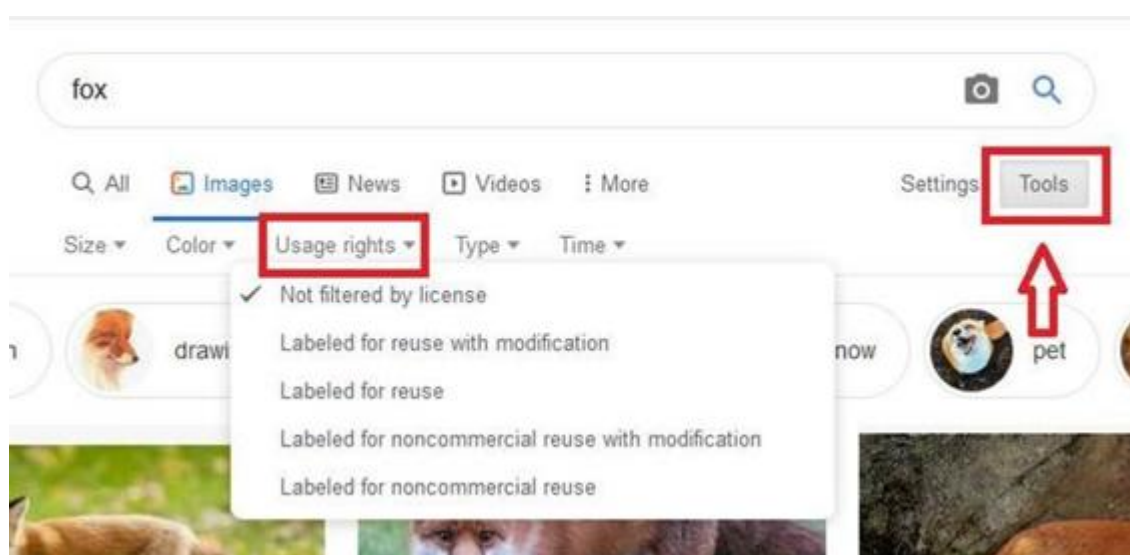 fox
All Images News Videos More Settings Tools
Size Color Usage rights Type Time
Not filtered by license
Labeled for reuse with modification
Labeled for reuse
Labeled for noncommercial reuse with modification
Labeled for noncommercial reuse
pet